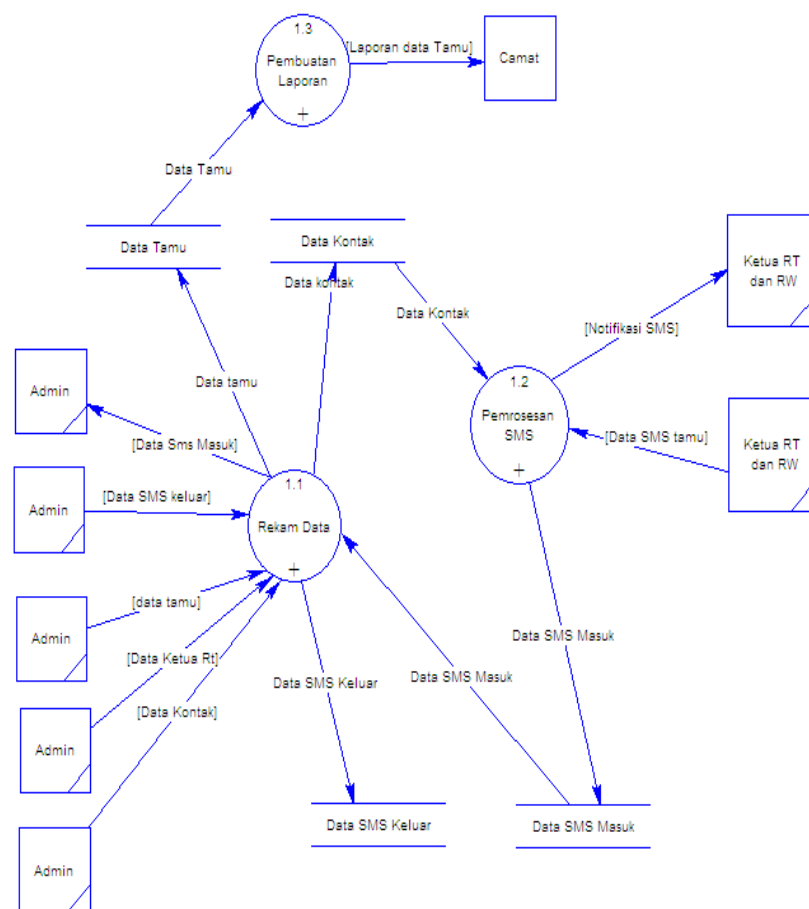 1.3
Pembuatan
Laporan
+
[Laporan data Tamu]
Camat
Data Tamu
Data Tamu
Data Kontak
Data kontak
Data Kontak
Ketua RT
dan RW
[Notifikasi SMS]
1.2
Pemrosesan
SMS
+
[Data SMS tamu]
Ketua RT
dan RW
Data tamu
Admin
[Data Sms Masuk]
1.1
Rekam Data
+
[Data SMS keluar]
Admin
[data tamu]
Admin
[Data Ketua Rt]
Admin
[Data Kontak]
Admin
Data SMS Keluar
Data SMS Masuk
Data SMS Masuk
Data SMS Keluar
Data SMS Masuk